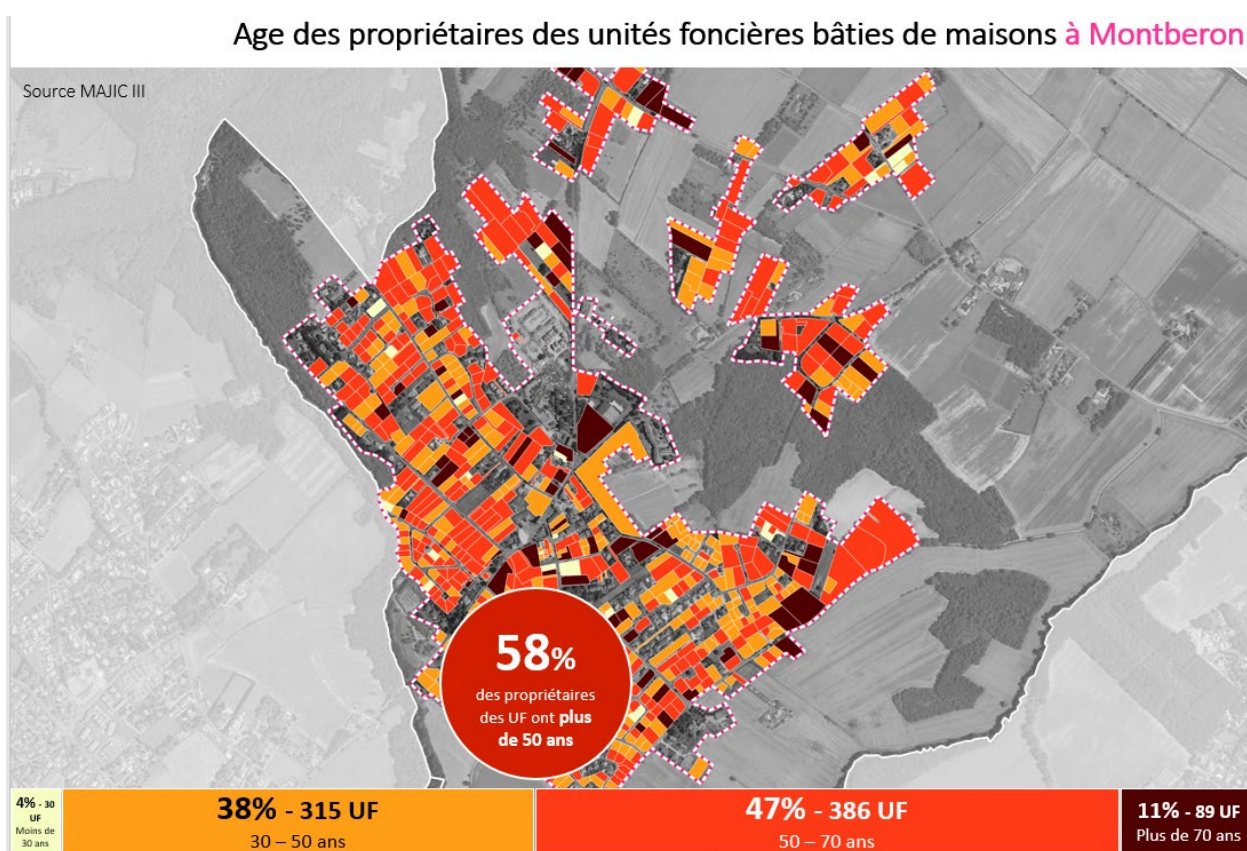 Age des propriétaires des unités foncières bâties de maisons à Montberon
Source MAJIC III
58%
des propriétaires
des UF ont plus
de 50 ans
4% - 30
UF
Moins de
30 ans
38% - 315 UF
30 – 50 ans
47% - 386 UF
50 – 70 ans
11% - 89 UF
Plus de 70 ans